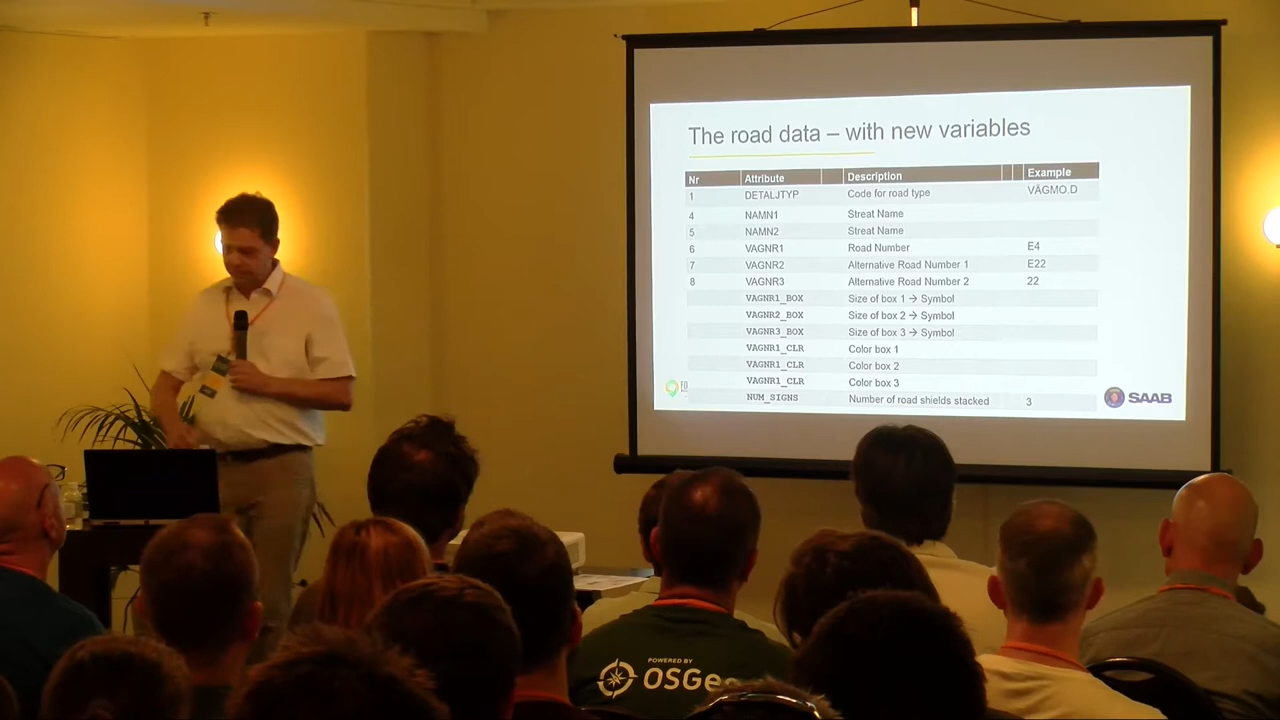 The road data – with new variables
Nr Attribute Description Example
1 DETALJTYP Code for road type VÄGMO.D
4 NAMN1 Streat Name
5 NAMN2 Streat Name
6 VAGNR1 Road Number E4
7 VAGNR2 Alternative Road Number 1 E22
8 VAGNR3 Alternative Road Number 2 22
VAGNR1_BOX Size of box 1 → Symbol
VAGNR2_BOX Size of box 2 → Symbol
VAGNR3_BOX Size of box 3 → Symbol
VAGNR1_CLR Color box 1
VAGNR1_CLR Color box 2
VAGNR1_CLR Color box 3
NUM_SIGNS Number of road shields stacked 3
SAAB
POWERED BY
OSGe